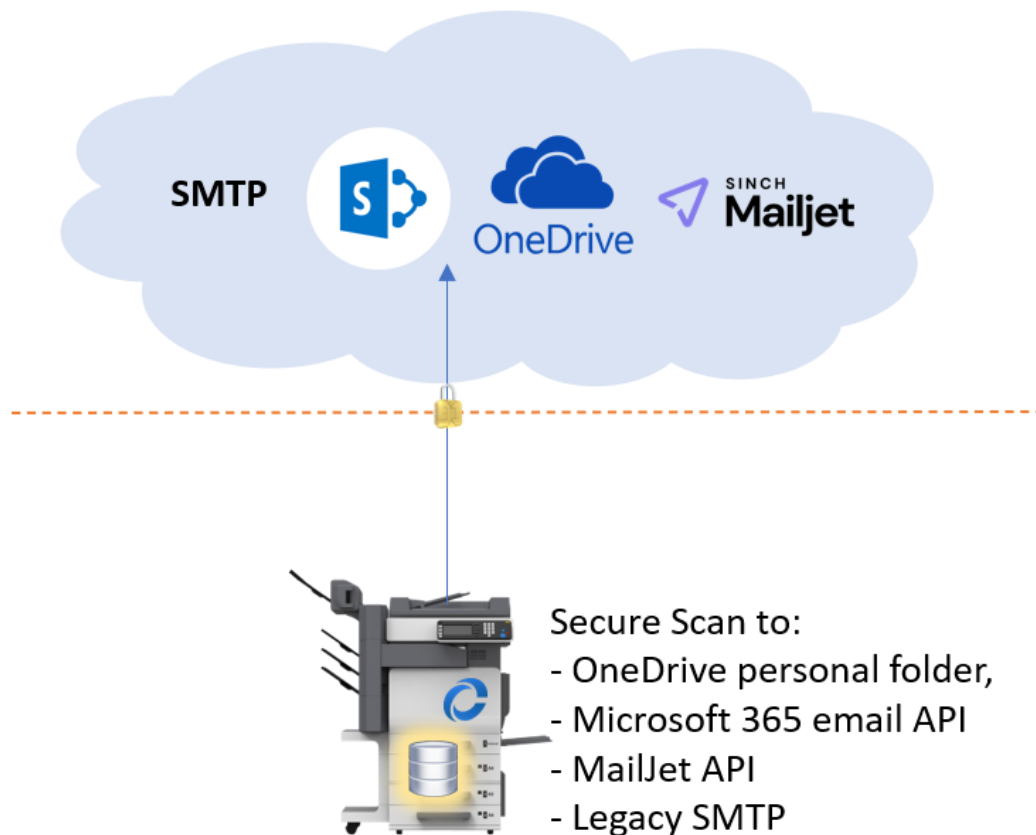 SMTP
S
OneDrive
SINCH
Mailjet
Secure Scan to:
- OneDrive personal folder,
- Microsoft 365 email API
- MailJet API
- Legacy SMTP